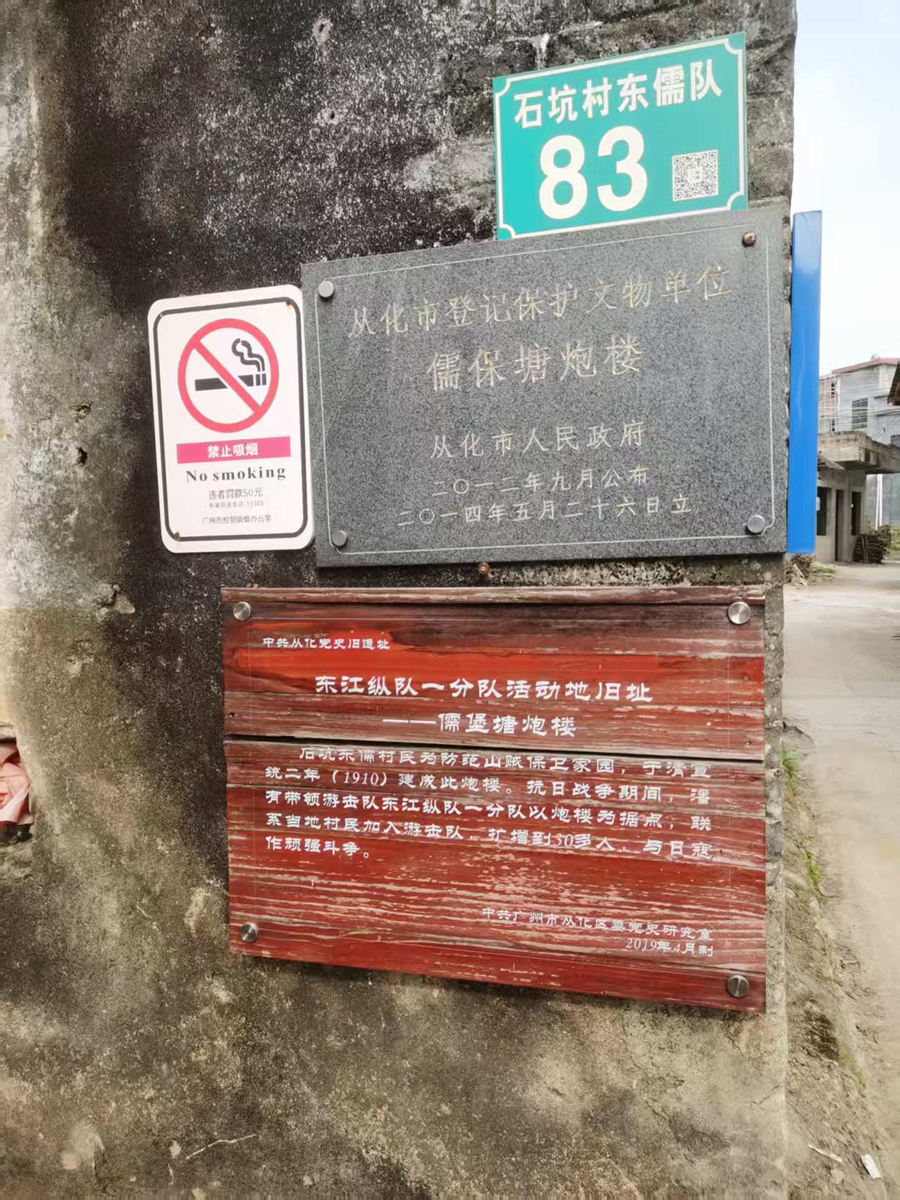 石坑村东儒队
83
从化市登记保护文物单位
儒保塘炮楼
从化市人民政府
二〇一二年九月公布
二〇一四年五月二十六日立
禁止吸烟
No smoking
违者罚款50元
广州市控制吸烟办公室
中共从化党史旧遗址
东江纵队一分队活动地旧址
——儒堡塘炮楼
石坑东儒村民为防范山贼保卫家园，于清宣
统二年（1910）建成此炮楼。抗日战争期间，潘
有带领游击队东江纵队一分队以炮楼为据点，联
系当地村民加入游击队，扩增到50多人，与日寇
作顽强斗争。
中共广州市从化区委党史研究室
2019年4月制